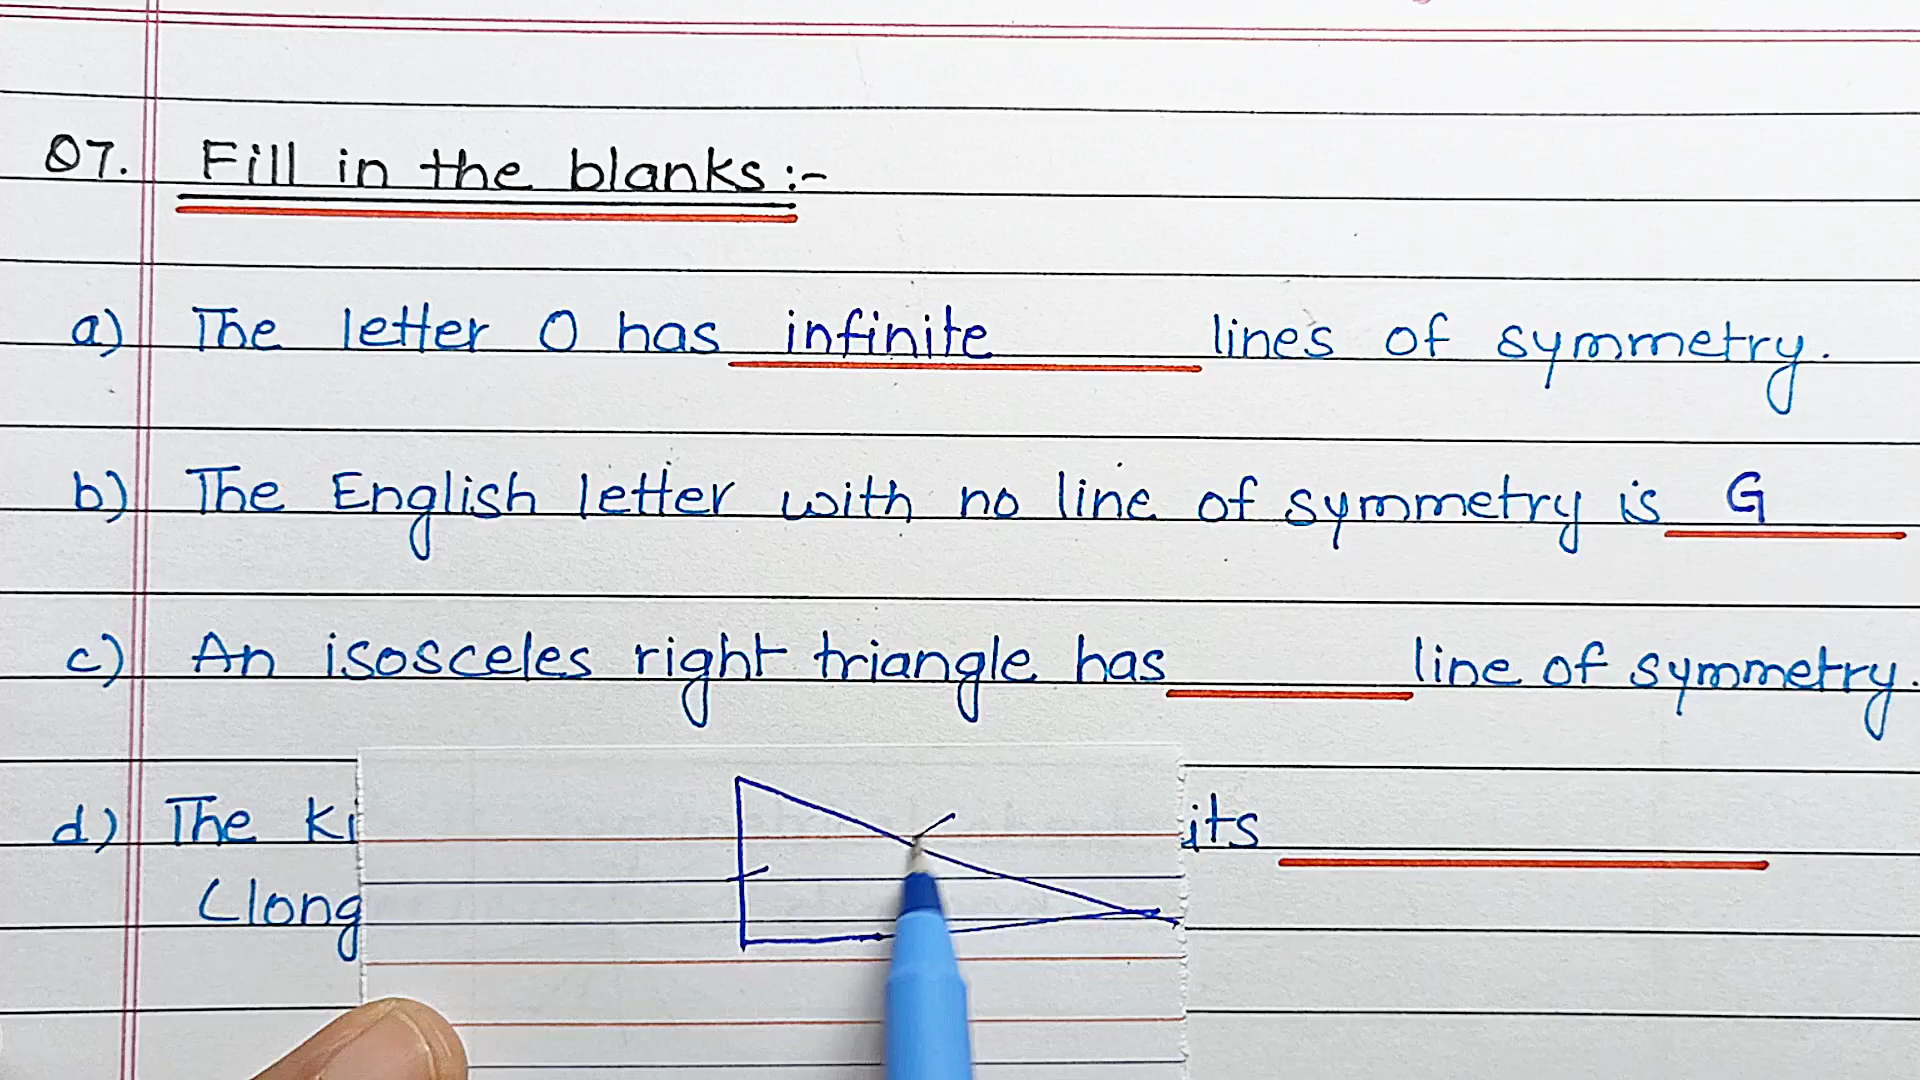 Q7. Fill in the blanks :-
a) The letter O has infinite lines of symmetry.
b) The English letter with no line of symmetry is G
c) An isosceles right triangle has line of symmetry.
d) The its
(long